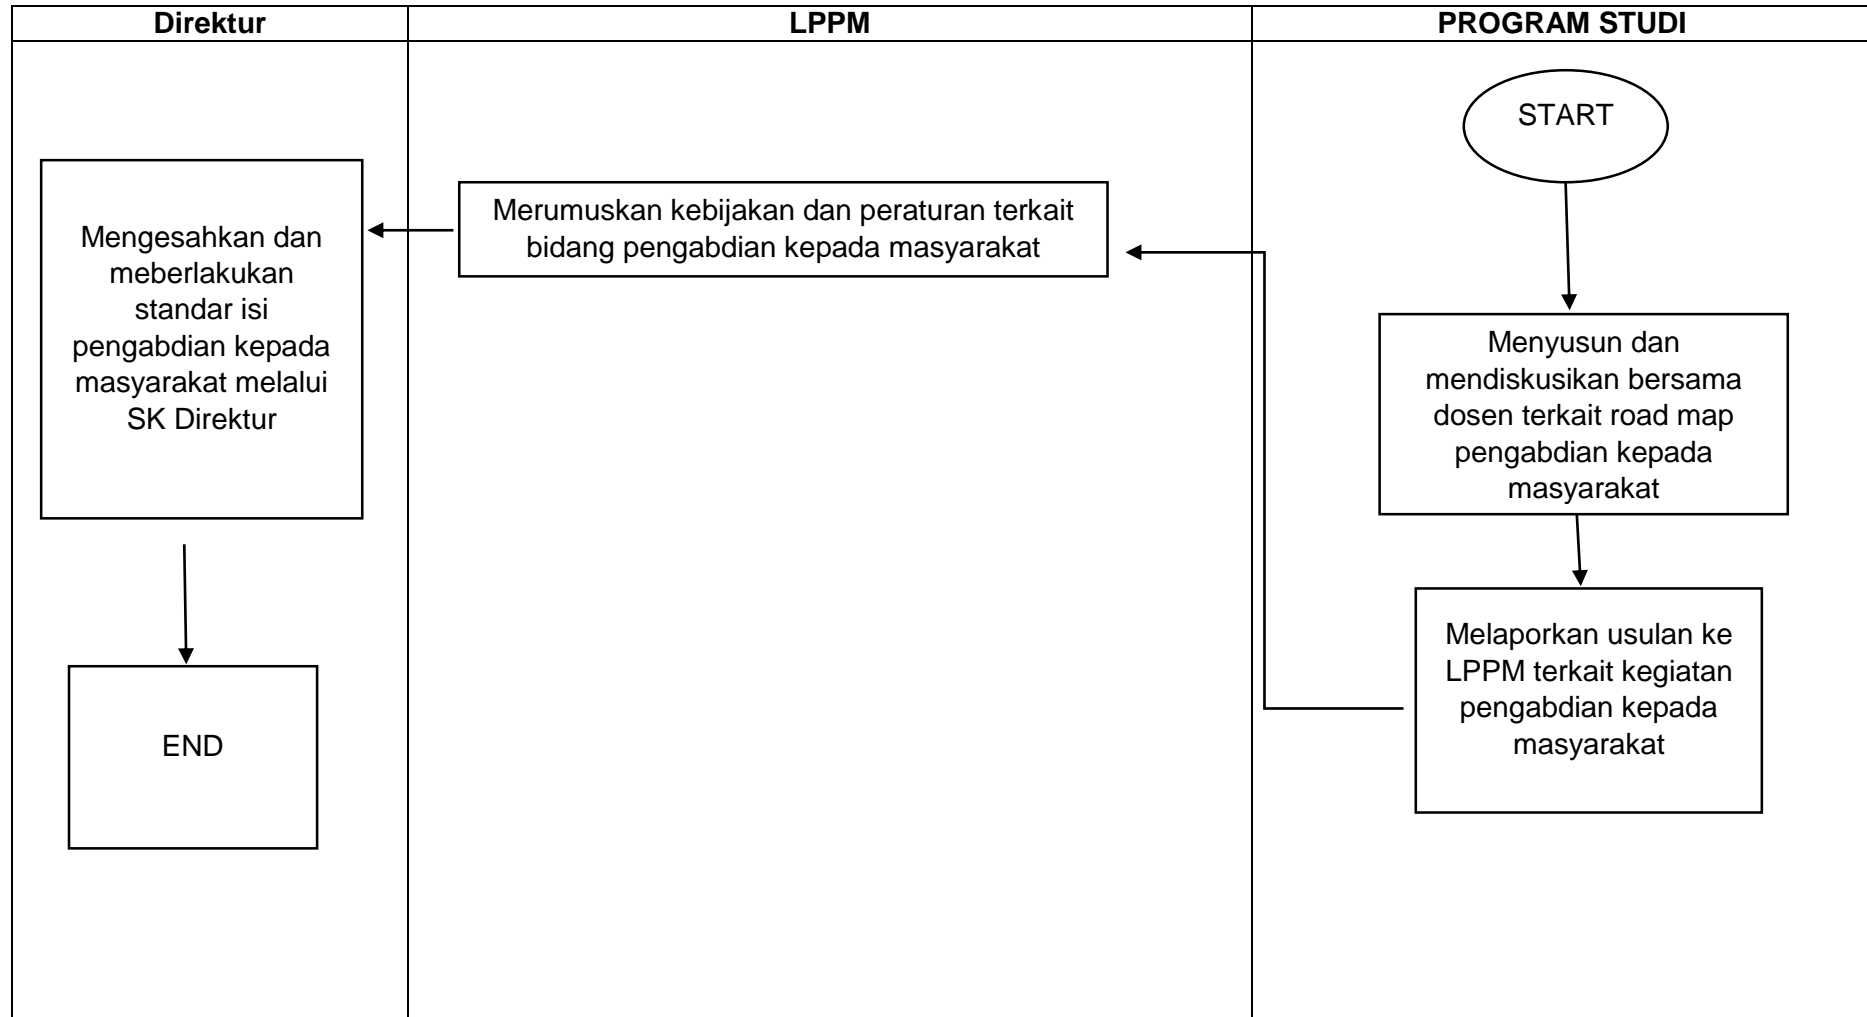 Direktur
LPPM
PROGRAM STUDI
START
Menyusun dan
mendiskusikan bersama
dosen terkait road map
pengabdian kepada
masyarakat
Melaporkan usulan ke
LPPM terkait kegiatan
pengabdian kepada
masyarakat
Merumuskan kebijakan dan peraturan terkait
bidang pengabdian kepada masyarakat
Mengesahkan dan
meberlakukan
standar isi
pengabdian kepada
masyarakat melalui
SK Direktur
END